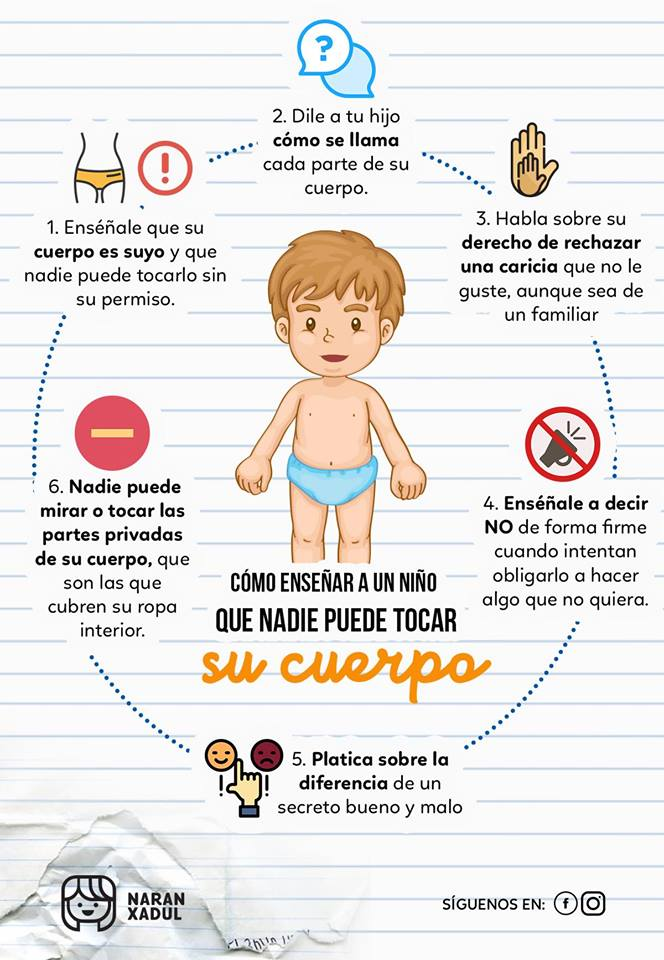 1. Enséñale que su
cuerpo es suyo y que
nadie puede tocarlo sin
su permiso.
2. Dile a tu hijo
cómo se llama
cada parte de su
cuerpo.
3. Habla sobre su
derecho de rechazar
una caricia que no le
guste, aunque sea de
un familiar
4. Enséñale a decir
NO de forma firme
cuando intentan
obligarlo a hacer
algo que no quiera.
5. Platica sobre la
diferencia de un
secreto bueno y malo
6. Nadie puede
mirar o tocar las
partes privadas
de su cuerpo, que
son las que
cubren su ropa
interior.
CÓMO ENSEÑAR A UN NIÑO
QUE NADIE PUEDE TOCAR
su cuerpo
NARAN
XADUL
SÍGUENOS EN: